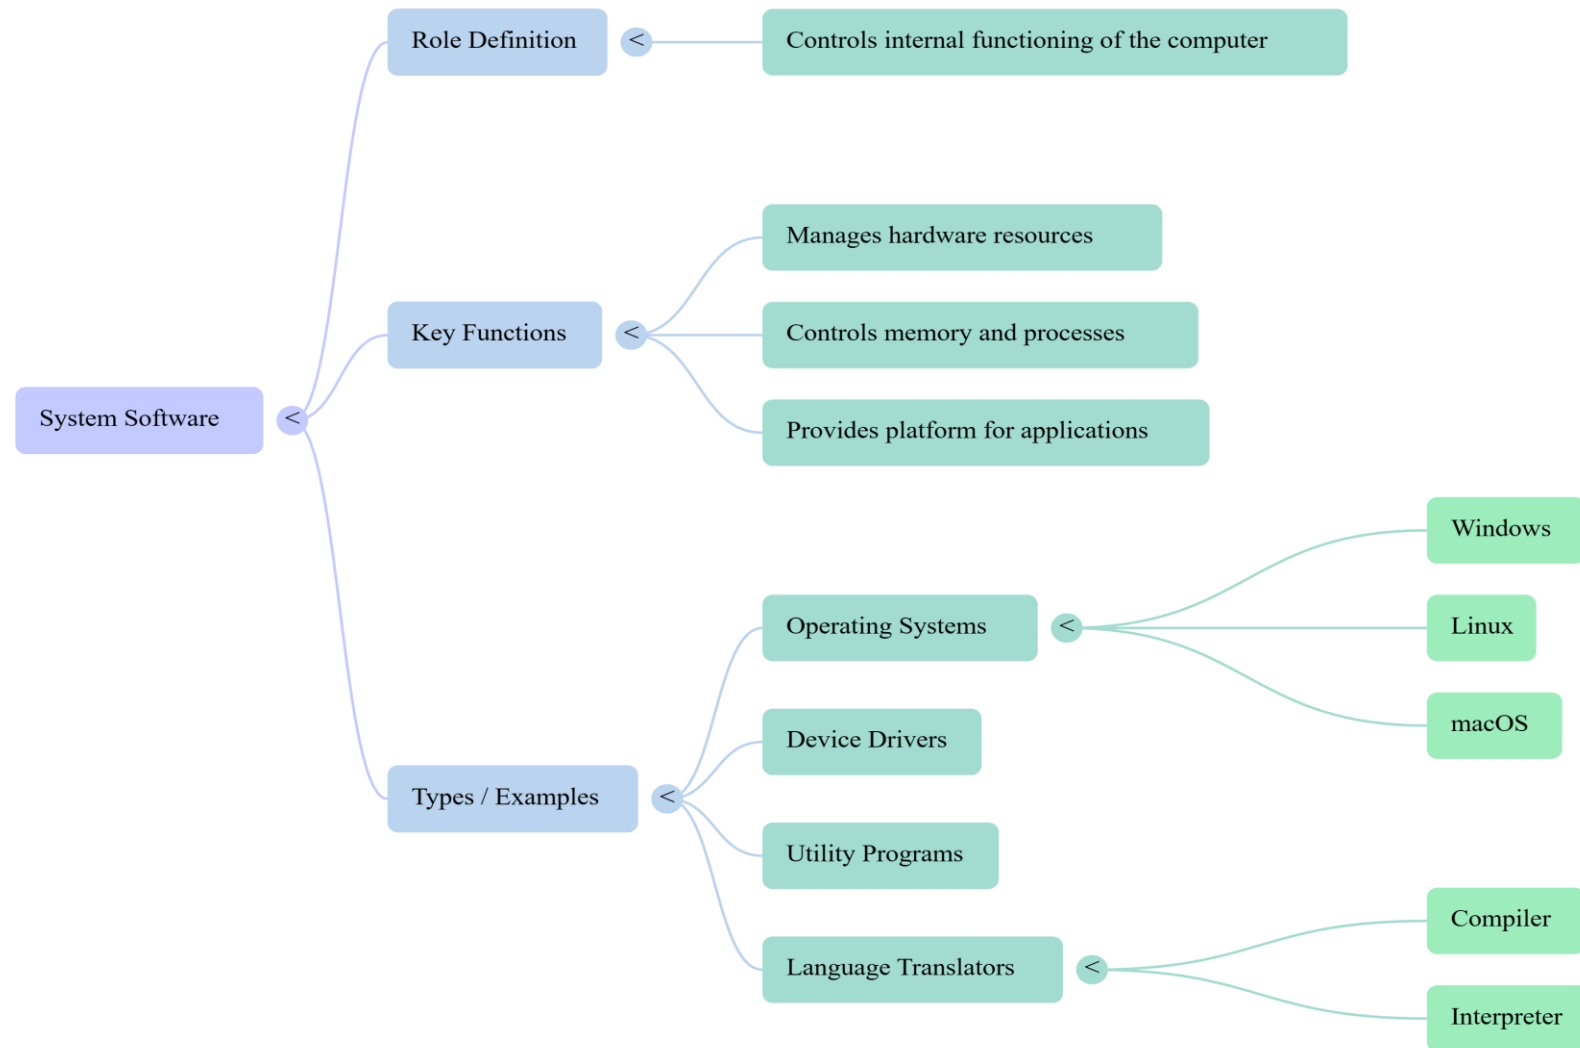 Role Definition
<
Controls internal functioning of the computer
Manages hardware resources
Key Functions
<
Controls memory and processes
Provides platform for applications
System Software
<
Windows
Operating Systems
<
Linux
macOS
Device Drivers
Types / Examples
<
Utility Programs
Compiler
Language Translators
<
Interpreter